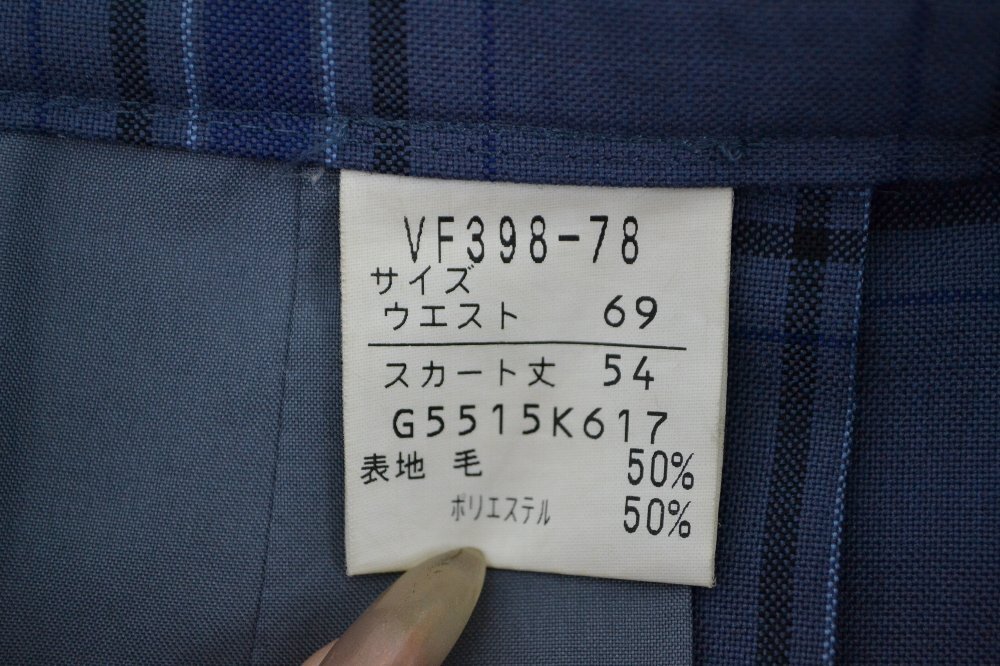 VF398-78
サイズ
ウエスト 69
スカート丈 54
G5515K617
表地 毛 50%
ポリエステル 50%